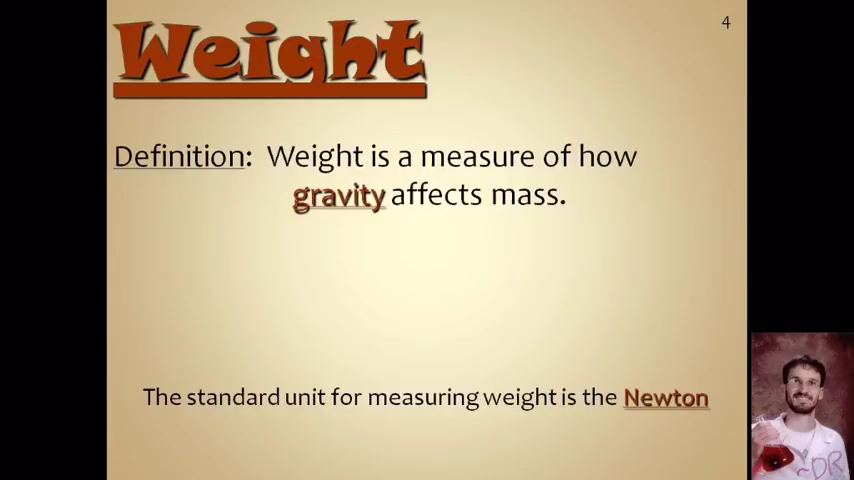 4
Weight
Definition: Weight is a measure of how
gravity affects mass.
The standard unit for measuring weight is the Newton
~DR